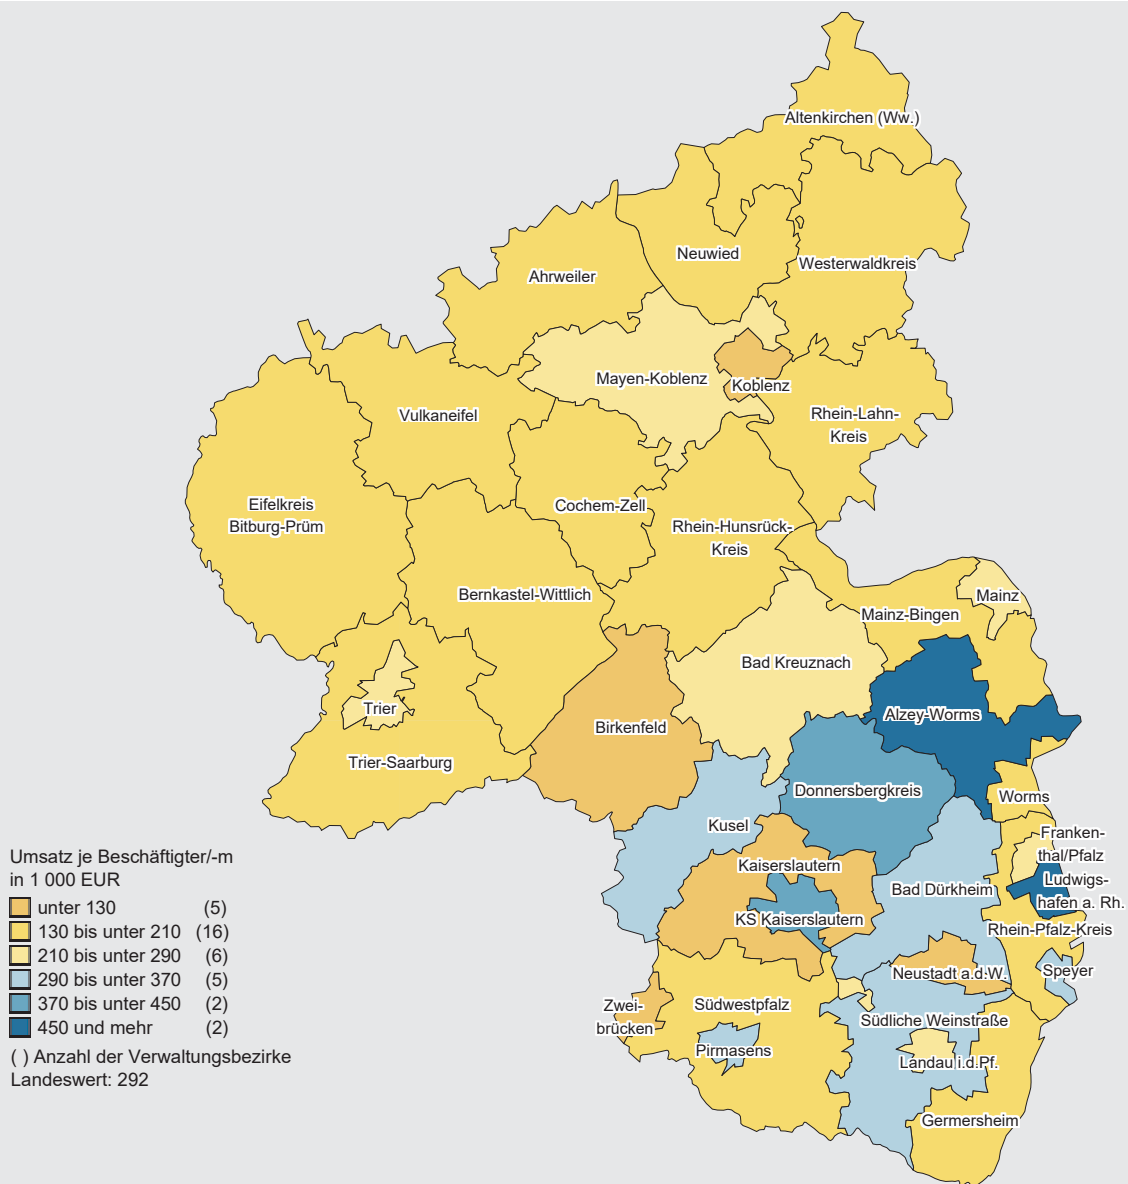 Altenkirchen (Ww.)
Neuwied
Westerwaldkreis
Ahrweiler
Mayen-Koblenz
Koblenz
Vulkaneifel
Rhein-Lahn-
Kreis
Eifelkreis
Bitburg-Prüm
Cochem-Zell
Rhein-Hunsrück-
Kreis
Bernkastel-Wittlich
Mainz
Mainz-Bingen
Bad Kreuznach
Trier
Alzey-Worms
Birkenfeld
Trier-Saarburg
Donnersbergkreis
Worms
Kusel
Franken-
thal/Pfalz
Kaiserslautern
Ludwigs-
hafen a. Rh.
Bad Dürkheim
KS Kaiserslautern
Rhein-Pfalz-Kreis
Neustadt a.d.W.
Speyer
Zwei-
brücken
Südwestpfalz
Südliche Weinstraße
Pirmasens
Landau i.d.Pf.
Germersheim
Umsatz je Beschäftigter/-m
in 1 000 EUR
unter 130 (5)
130 bis unter 210 (16)
210 bis unter 290 (6)
290 bis unter 370 (5)
370 bis unter 450 (2)
450 und mehr (2)
( ) Anzahl der Verwaltungsbezirke
Landeswert: 292